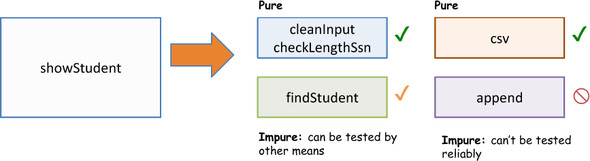 Pure
Pure
showStudent
cleanInput
checkLengthSsn
csv
findStudent
append
Impure: can be tested by
other means
Impure: can't be tested
reliably